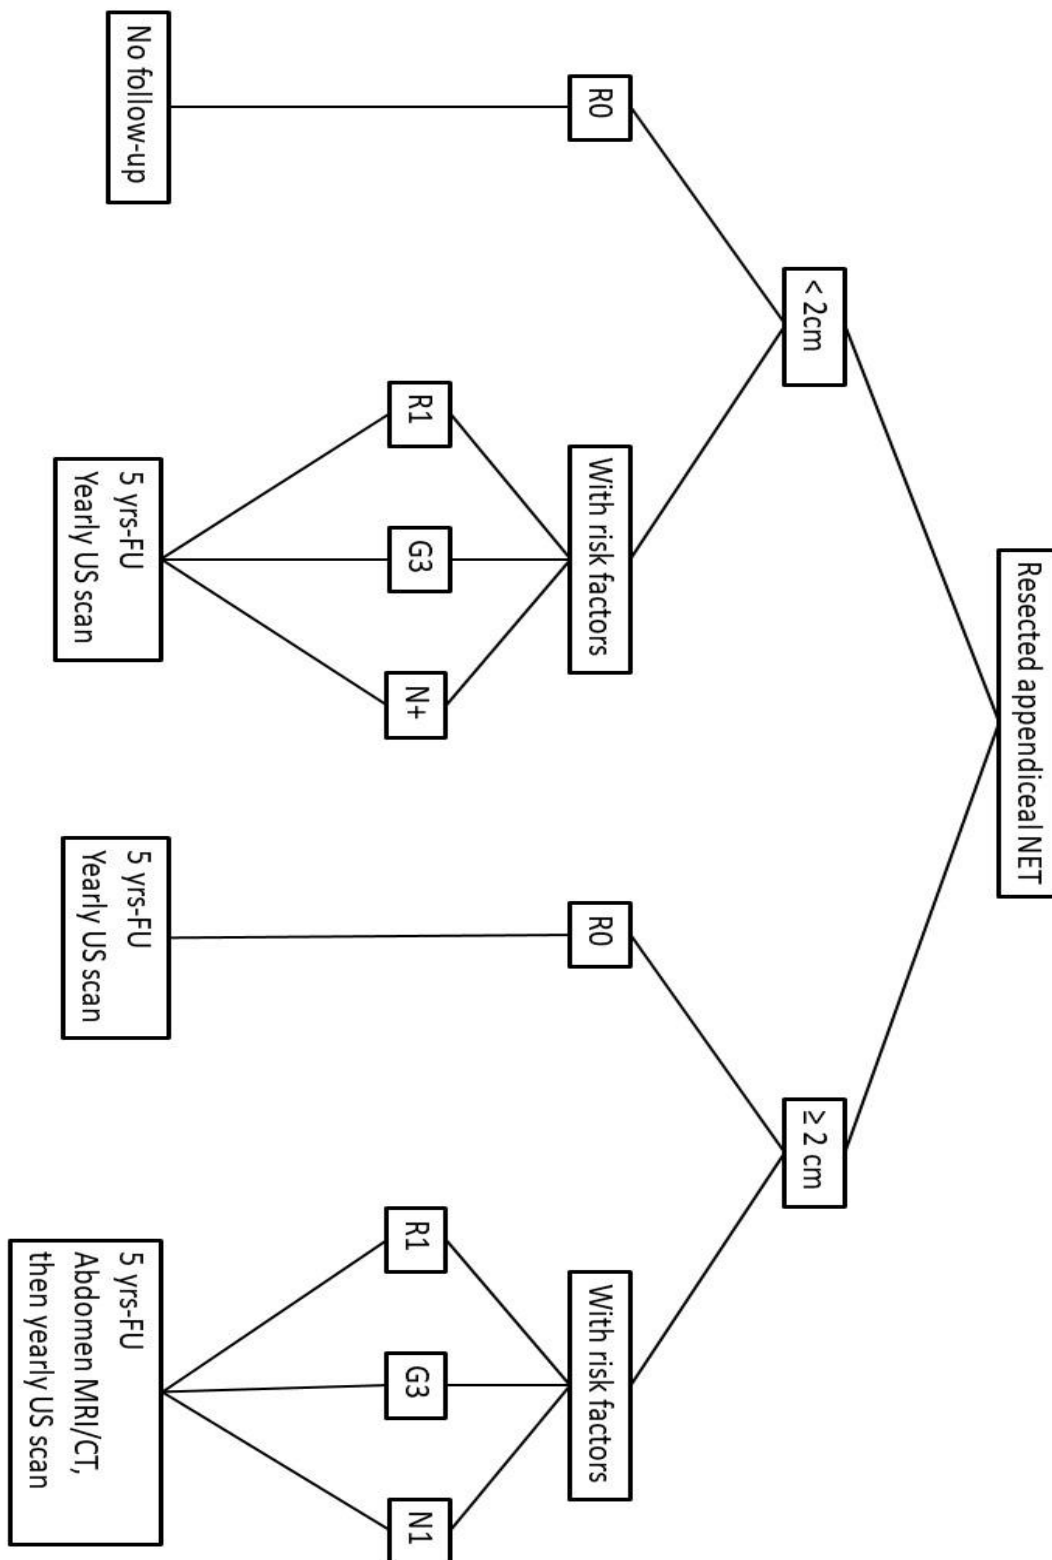 Resected appendiceal NET
< 2cm
≥ 2 cm
R0
With risk factors
R0
With risk factors
R1
G3
N+
R1
G3
N1
No follow-up
5 yrs-FU
Yearly US scan
5 yrs-FU
Yearly US scan
5 yrs-FU
Abdomen MRI/CT,
then yearly US scan